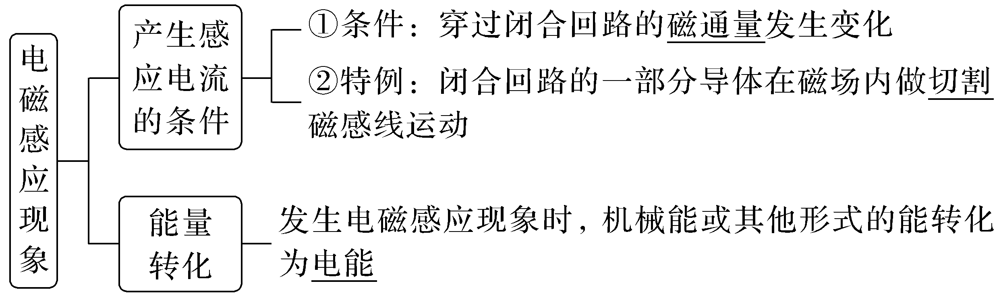 电磁感应现象
产生感
应电流
的条件
①条件：穿过闭合回路的磁通量发生变化
②特例：闭合回路的一部分导体在磁场内做切割
磁感线运动
能量
转化
发生电磁感应现象时，机械能或其他形式的能转化
为电能